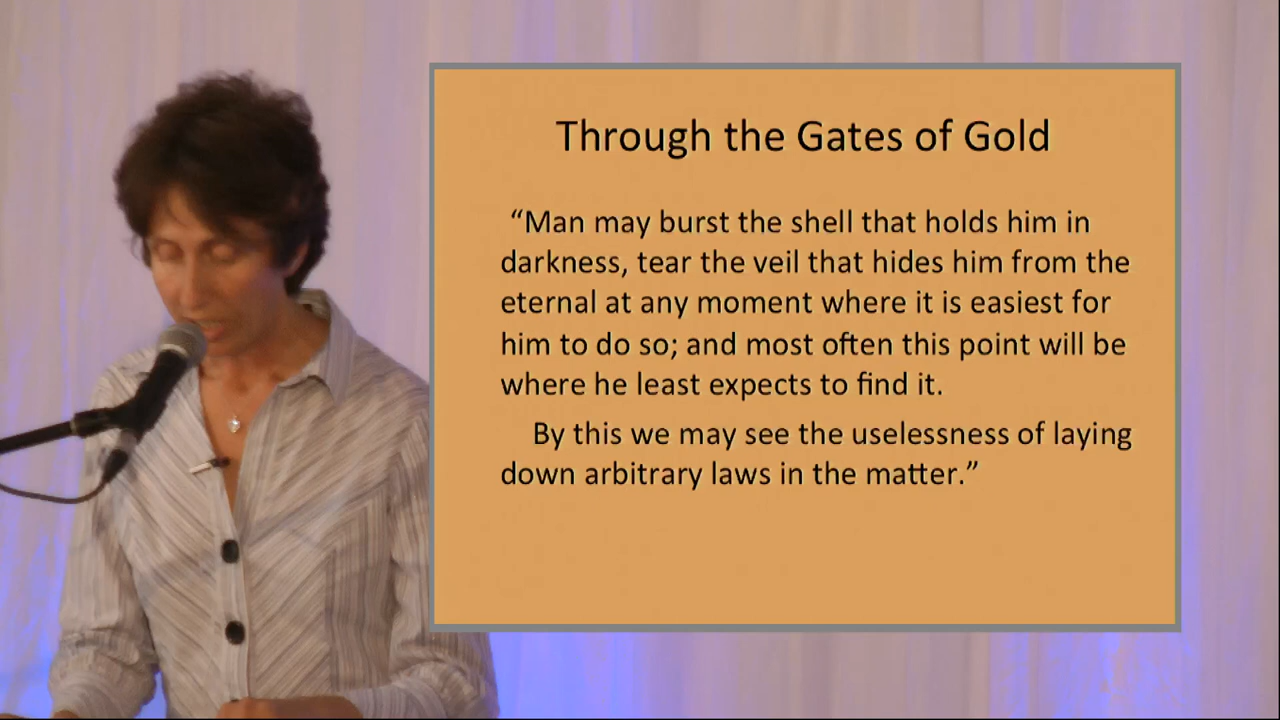 Through the Gates of Gold
“Man may burst the shell that holds him in
darkness, tear the veil that hides him from the
eternal at any moment where it is easiest for
him to do so; and most often this point will be
where he least expects to find it.
By this we may see the uselessness of laying
down arbitrary laws in the matter.”